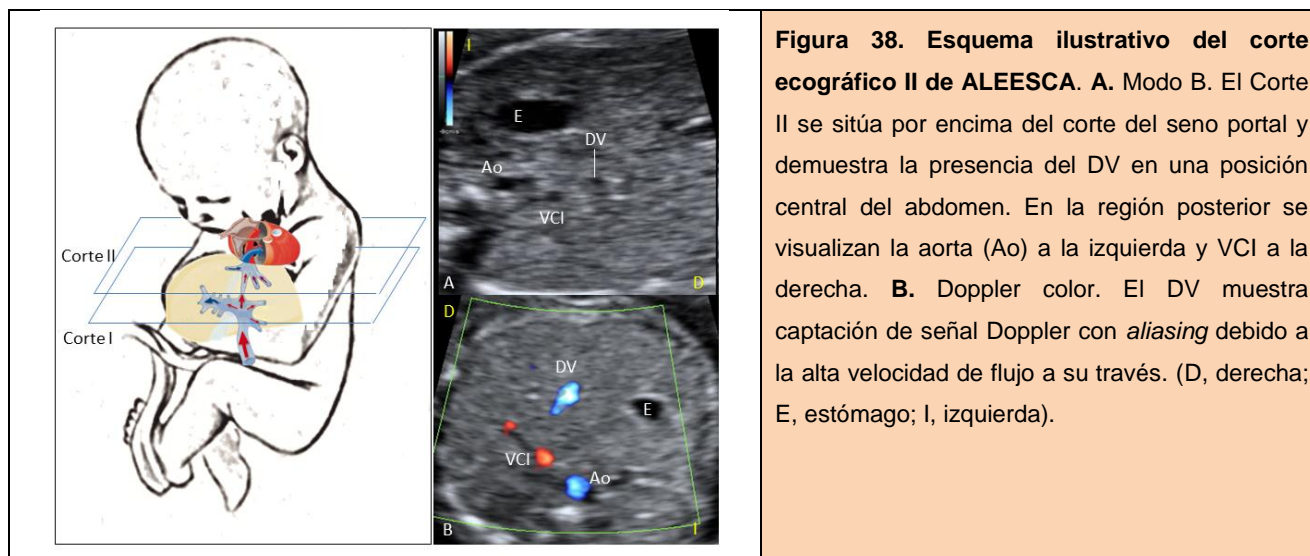 Corte II
Corte I
I
E
DV
Ao
VCI
A
D
D
DV
E
VCI
Ao
B
I
Figura 38. Esquema ilustrativo del corte
ecográfico II de ALEESCA. A. Modo B. El Corte
II se sitúa por encima del corte del seno portal y
demuestra la presencia del DV en una posición
central del abdomen. En la región posterior se
visualizan la aorta (Ao) a la izquierda y VCI a la
derecha. B. Doppler color. El DV muestra
captación de señal Doppler con aliasing debido a
la alta velocidad de flujo a su través. (D, derecha;
E, estómago; I, izquierda).